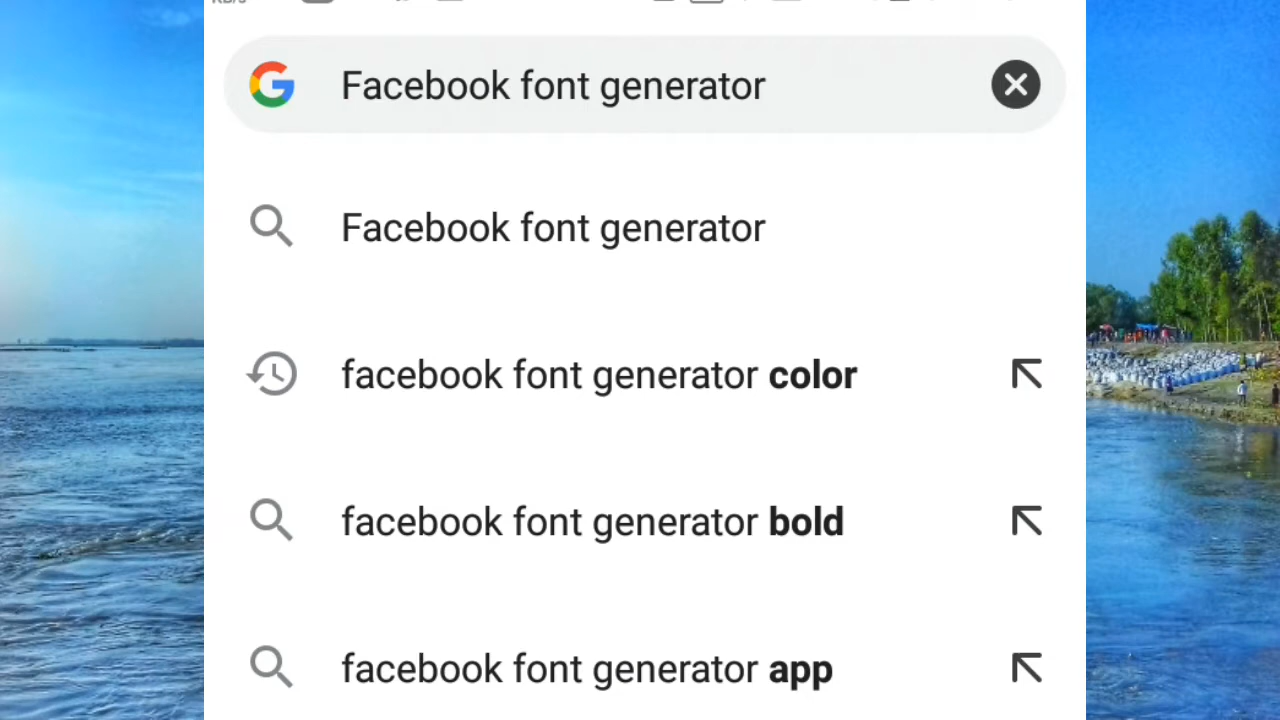 Facebook font generator
Facebook font generator
facebook font generator color
facebook font generator bold
facebook font generator app